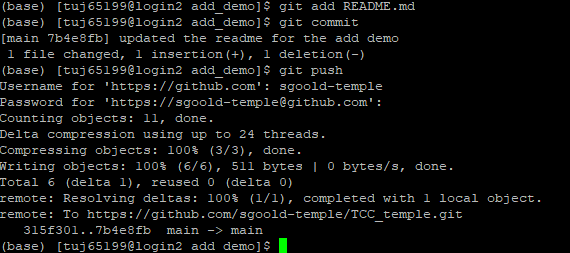 (base) [tuj65199@login2 add_demo]$ git add README.md
(base) [tuj65199@login2 add_demo]$ git commit
[main 7b4e8fb] updated the readme for the add demo
 1 file changed, 1 insertion(+), 1 deletion(-)
(base) [tuj65199@login2 add_demo]$ git push
Username for 'https://github.com': sgoold-temple
Password for 'https://sgoold-temple@github.com':
Counting objects: 11, done.
Delta compression using up to 24 threads.
Compressing objects: 100% (3/3), done.
Writing objects: 100% (6/6), 511 bytes | 0 bytes/s, done.
Total 6 (delta 1), reused 0 (delta 0)
remote: Resolving deltas: 100% (1/1), completed with 1 local object.
remote: To https://github.com/sgoold-temple/TCC_temple.git
   315f301..7b4e8fb  main -> main
(base) [tuj65199@login2 add_demo]$